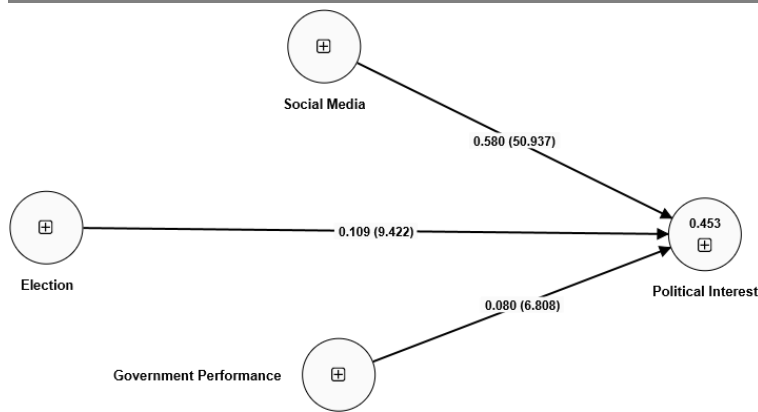 Social Media
0.580 (50.937)
0.453
0.109 (9.422)
Election
Political Interest
0.080 (6.808)
Government Performance